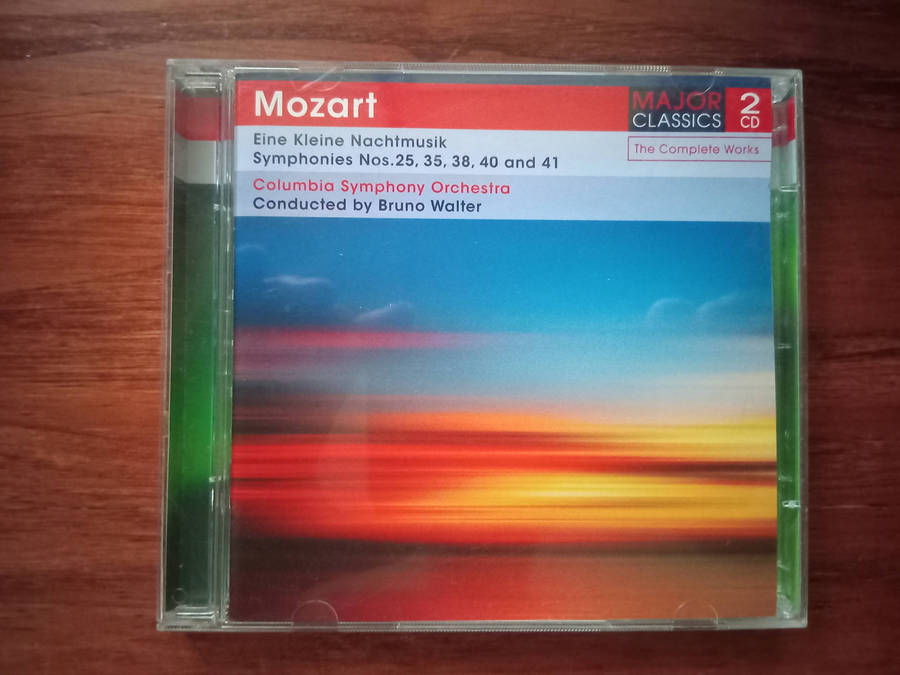 Mozart
MAJOR
CLASSICS
2
CD
Eine Kleine Nachtmusik
Symphonies Nos.25, 35, 38, 40 and 41
The Complete Works
Columbia Symphony Orchestra
Conducted by Bruno Walter